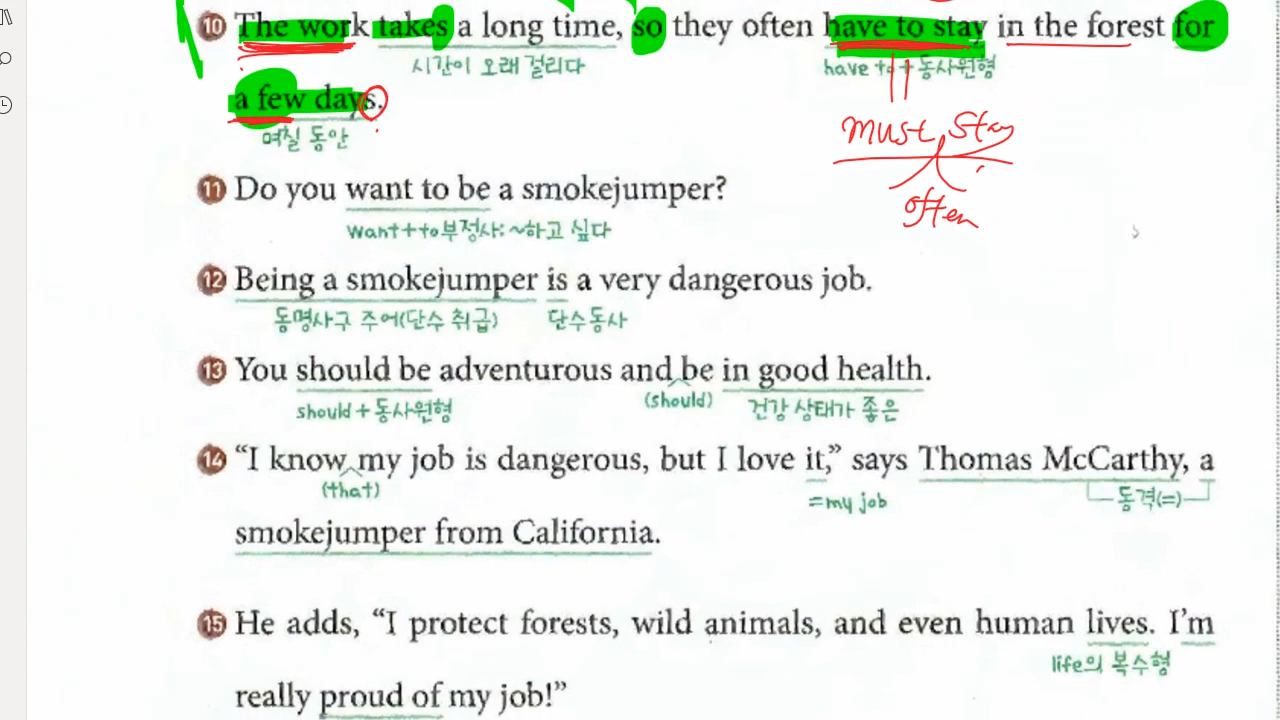 ⑩ The work takes a long time, so they often have to stay in the forest for
시간이 오래 걸리다 have to + 동사원형
a few days.
며칠 동안
must stay
often
⑪ Do you want to be a smokejumper?
want+to부정사: ~하고 싶다
⑫ Being a smokejumper is a very dangerous job.
동명사구 주어(단수 취급) 단수동사
⑬ You should be adventurous and be in good health.
should + 동사원형 (should) 건강 상태가 좋은
⑭ “I know my job is dangerous, but I love it,” says Thomas McCarthy, a
(that) =my job 동격(=)
smokejumper from California.
⑮ He adds, “I protect forests, wild animals, and even human lives. I’m
life의 복수형
really proud of my job!”